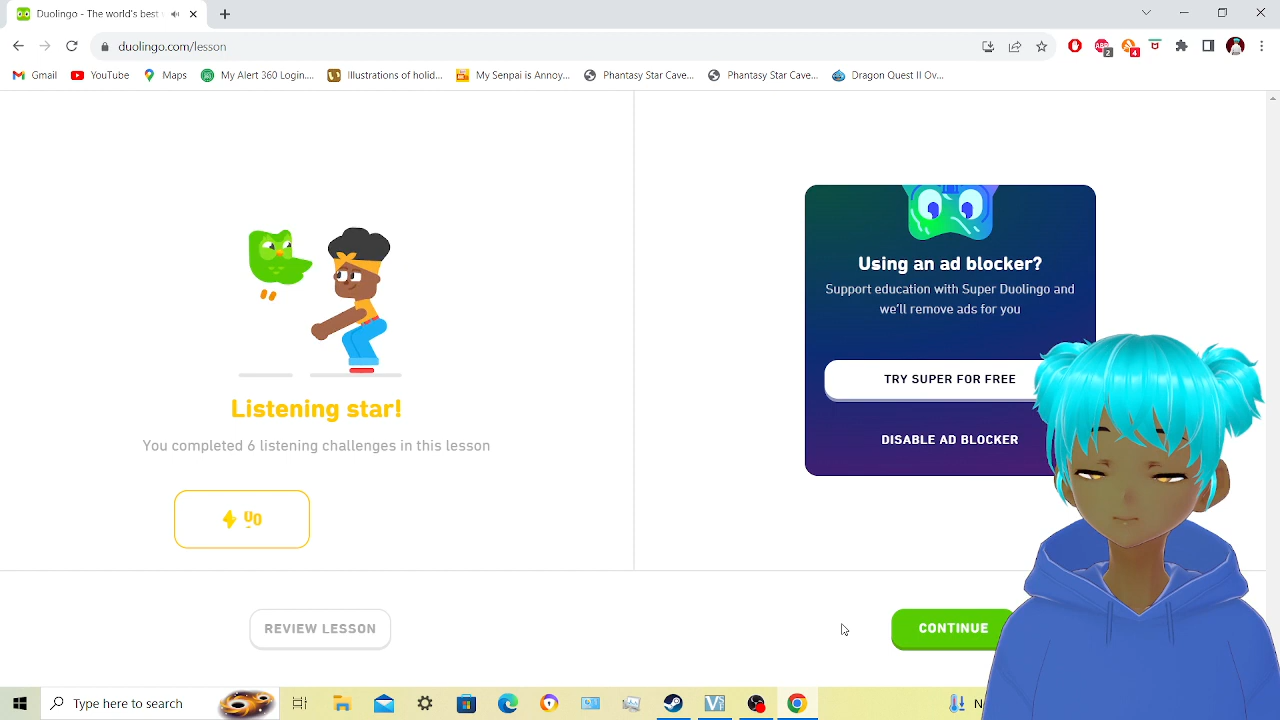 Duolingo - The world's best
duolingo.com/lesson
2
4
Gmail
YouTube
Maps
My Alert 360 Login....
Illustrations of holid...
My Senpai is Annoy...
Phantasy Star Cave...
Phantasy Star Cave...
Dragon Quest II Ov...
Listening star!
You completed 6 listening challenges in this lesson
REVIEW LESSON
Using an ad blocker?
Support education with Super Duolingo and
we'll remove ads for you
TRY SUPER FOR FREE
DISABLE AD BLOCKER
CONTINUE
Type here to search